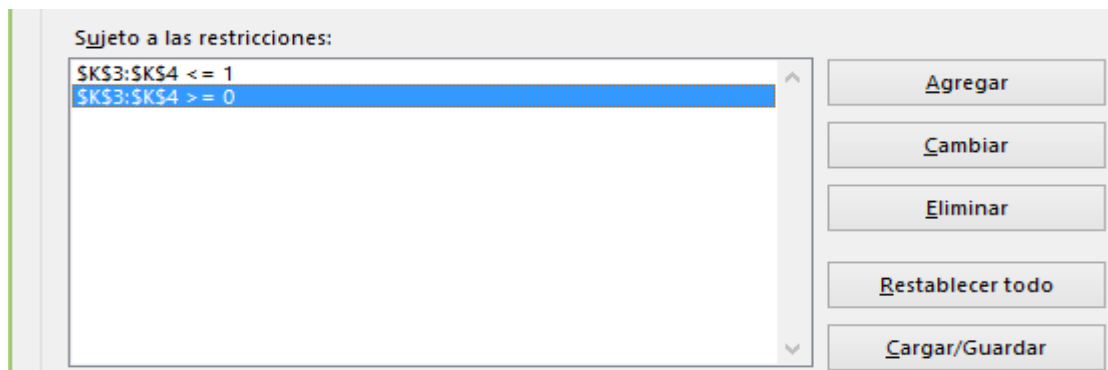 Sujeto a las restricciones:
$K$3:$K$4 <= 1
$K$3:$K$4 >= 0
Agregar
Cambiar
Eliminar
Restablecer todo
Cargar/Guardar